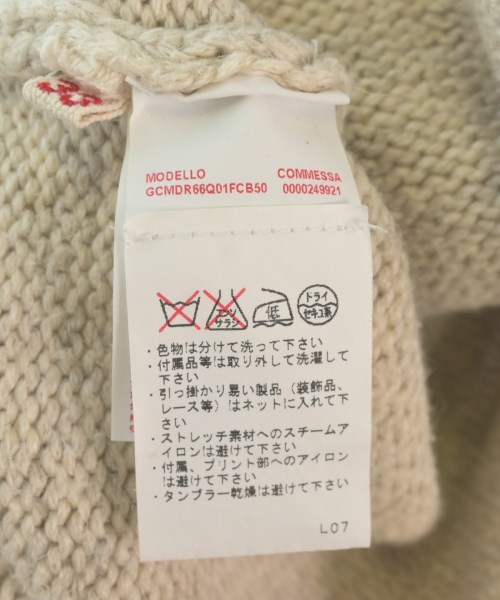 MODELLO COMMESSA
GCMDR66Q01FCB50 0000249921
エンソ
サラシ
低
ドライ
セキユ系
・色物は分けて洗って下さい
・付属品等は取り外して洗濯して
下さい
・引っ掛かり易い製品（装飾品、
レース等）はネットに入れて下
さい
・ストレッチ素材へのスチームア
イロンは避けて下さい
・付属、プリント部へのアイロン
は避けて下さい
・タンブラー乾燥は避けて下さい
L07